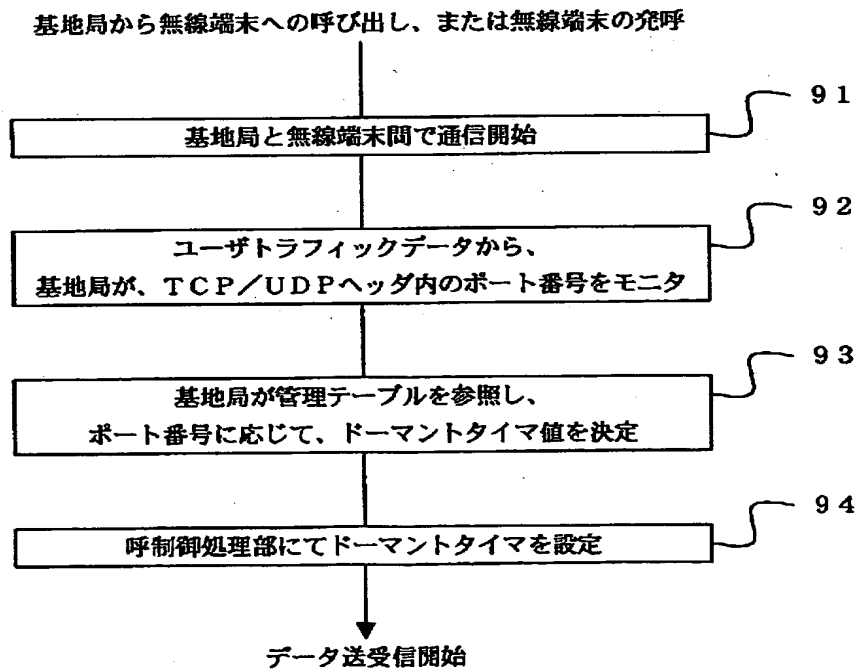 基地局から無線端末への呼び出し、または無線端末の発呼
91
基地局と無線端末間で通信開始
92
ユーザトラフィックデータから、
基地局が、TCP/UDPヘッダ内のポート番号をモニタ
93
基地局が管理テーブルを参照し、
ポート番号に応じて、ドーマントタイマ値を決定
94
呼制御処理部にてドーマントタイマを設定
データ送受信開始